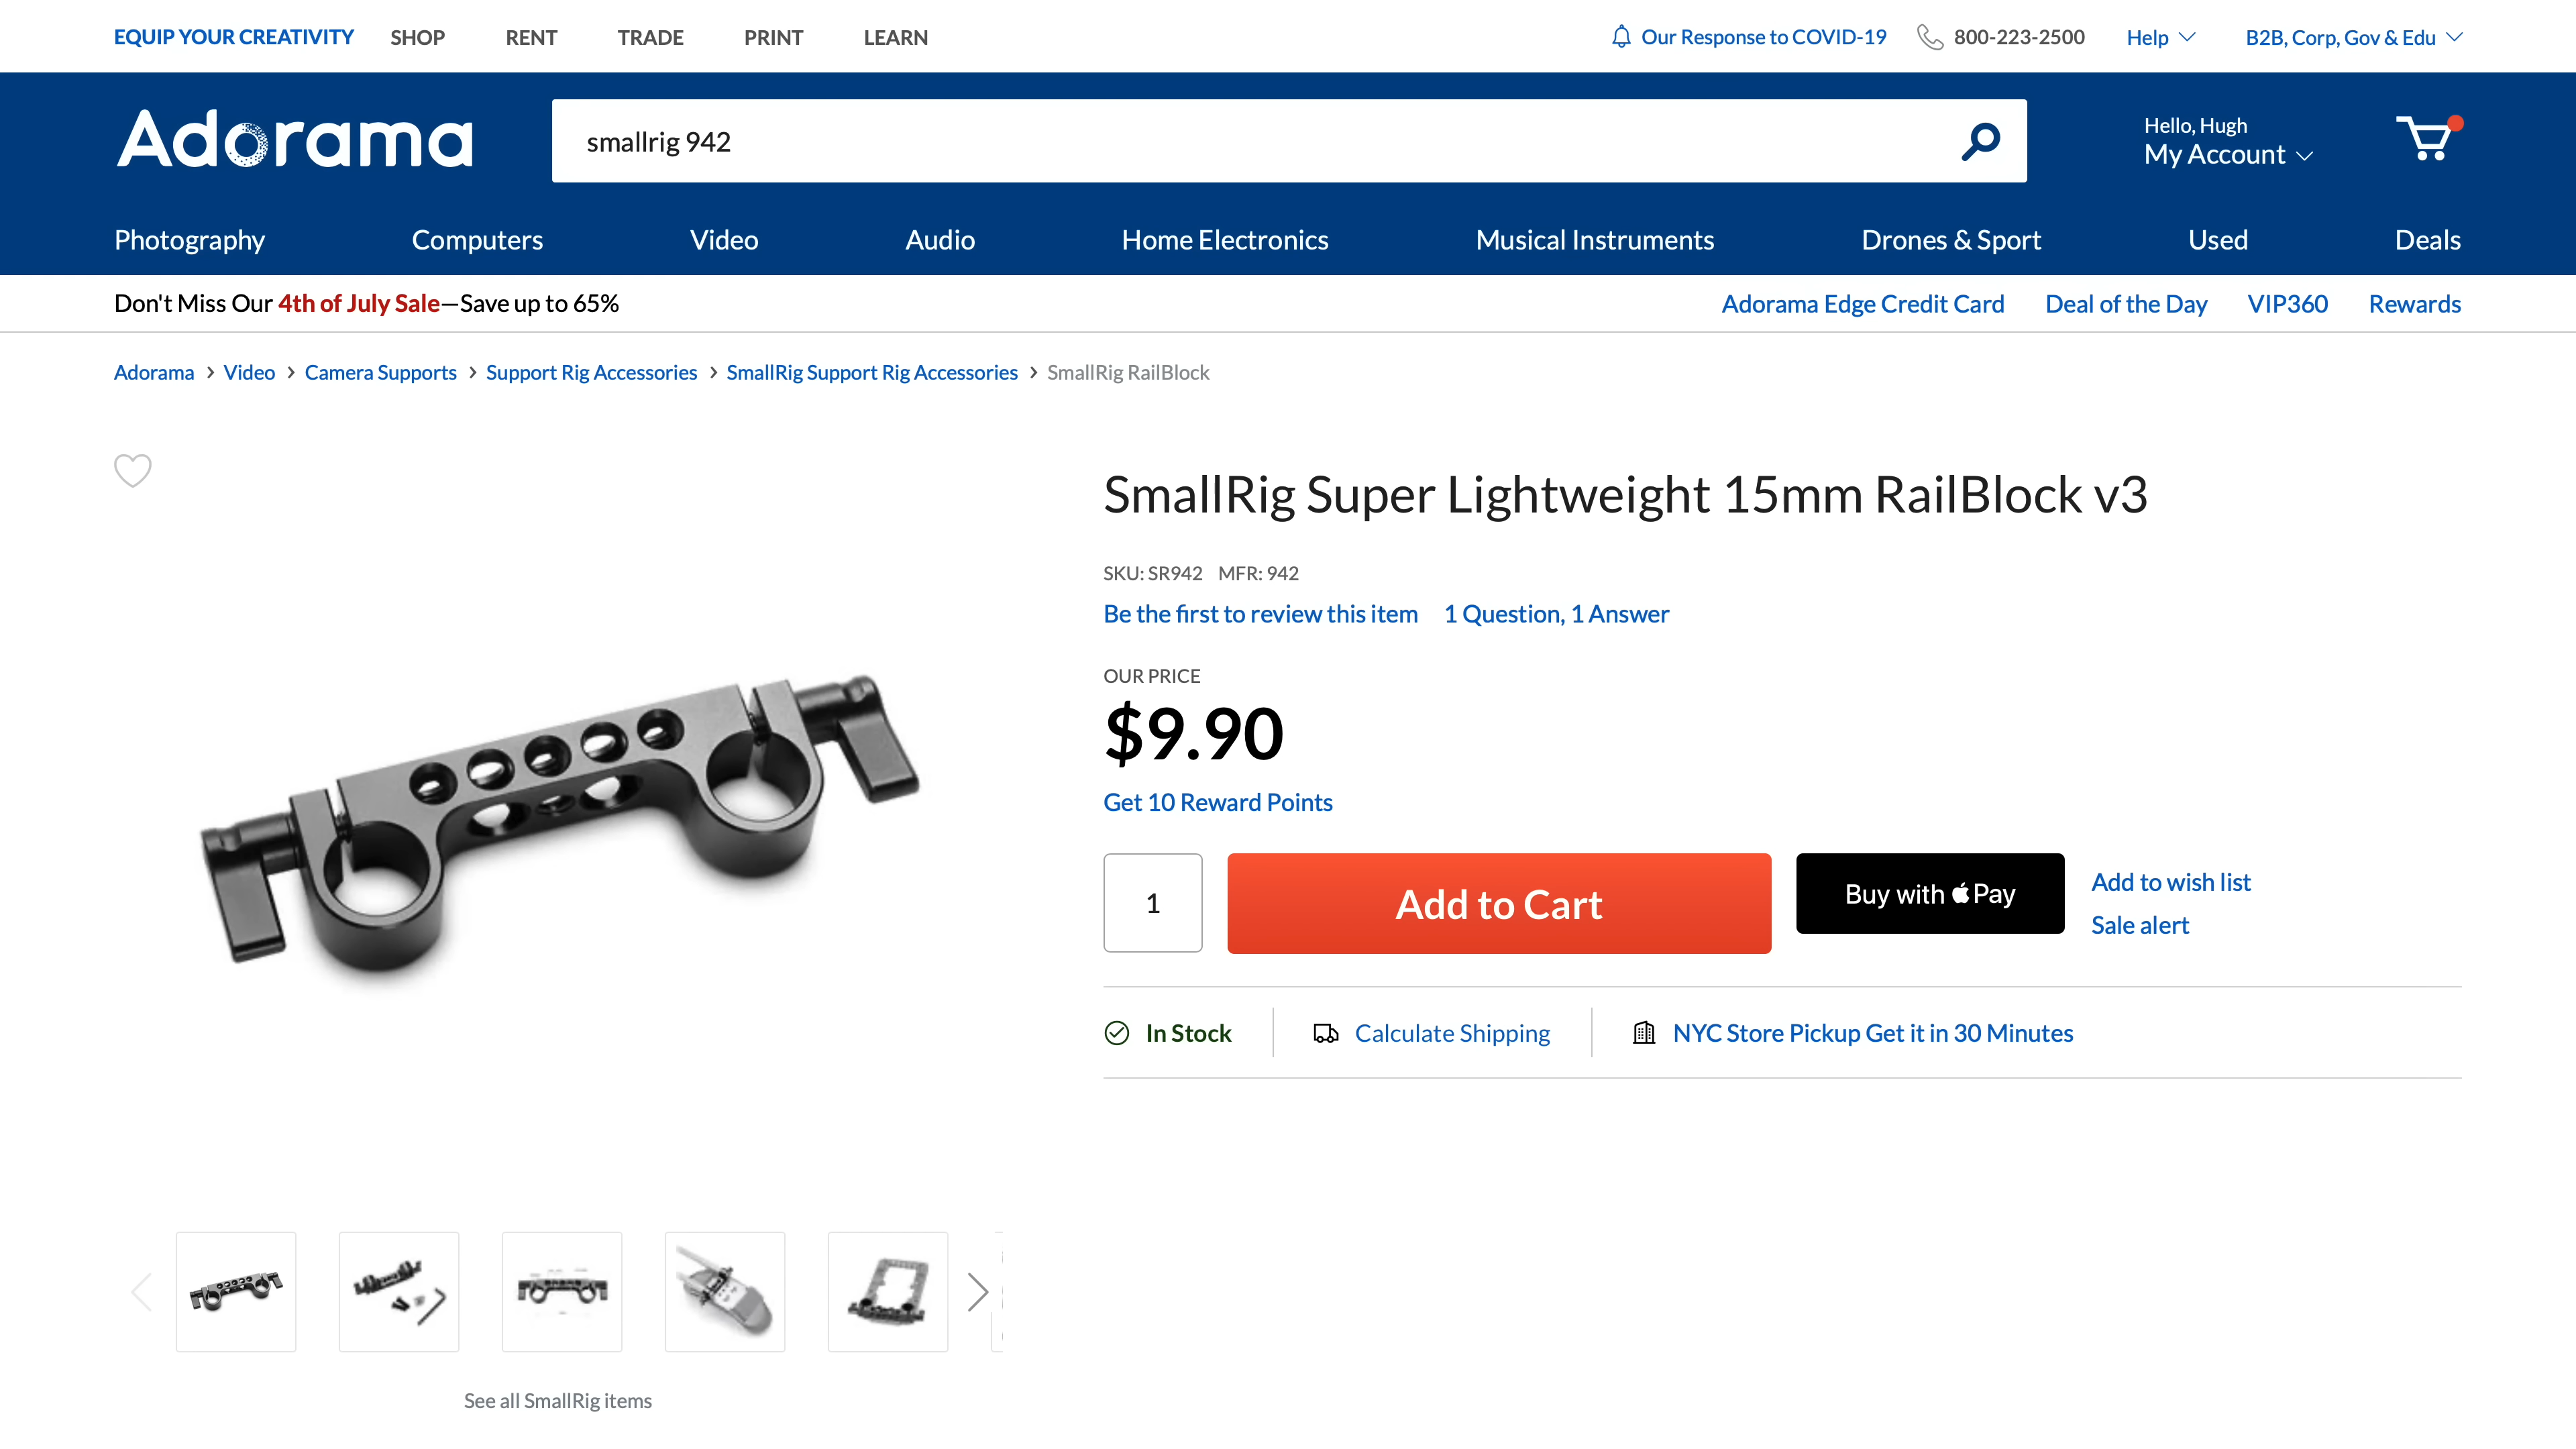 EQUIP YOUR CREATIVITY SHOP RENT TRADE PRINT LEARN Our Response to COVID-19 800-223-2500 Help B2B, Corp, Gov & Edu
Adorama smallrig 942 Hello, Hugh
My Account
Photography Computers Video Audio Home Electronics Musical Instruments Drones & Sport Used Deals
Don't Miss Our 4th of July Sale—Save up to 65% Adorama Edge Credit Card Deal of the Day VIP360 Rewards
Adorama > Video > Camera Supports > Support Rig Accessories > SmallRig Support Rig Accessories > SmallRig RailBlock
SmallRig Super Lightweight 15mm RailBlock v3
SKU: SR942 MFR: 942
Be the first to review this item 1 Question, 1 Answer
OUR PRICE
$9.90
Get 10 Reward Points
1 Add to Cart Buy with Pay Add to wish list
Sale alert
In Stock Calculate Shipping NYC Store Pickup Get it in 30 Minutes
See all SmallRig items